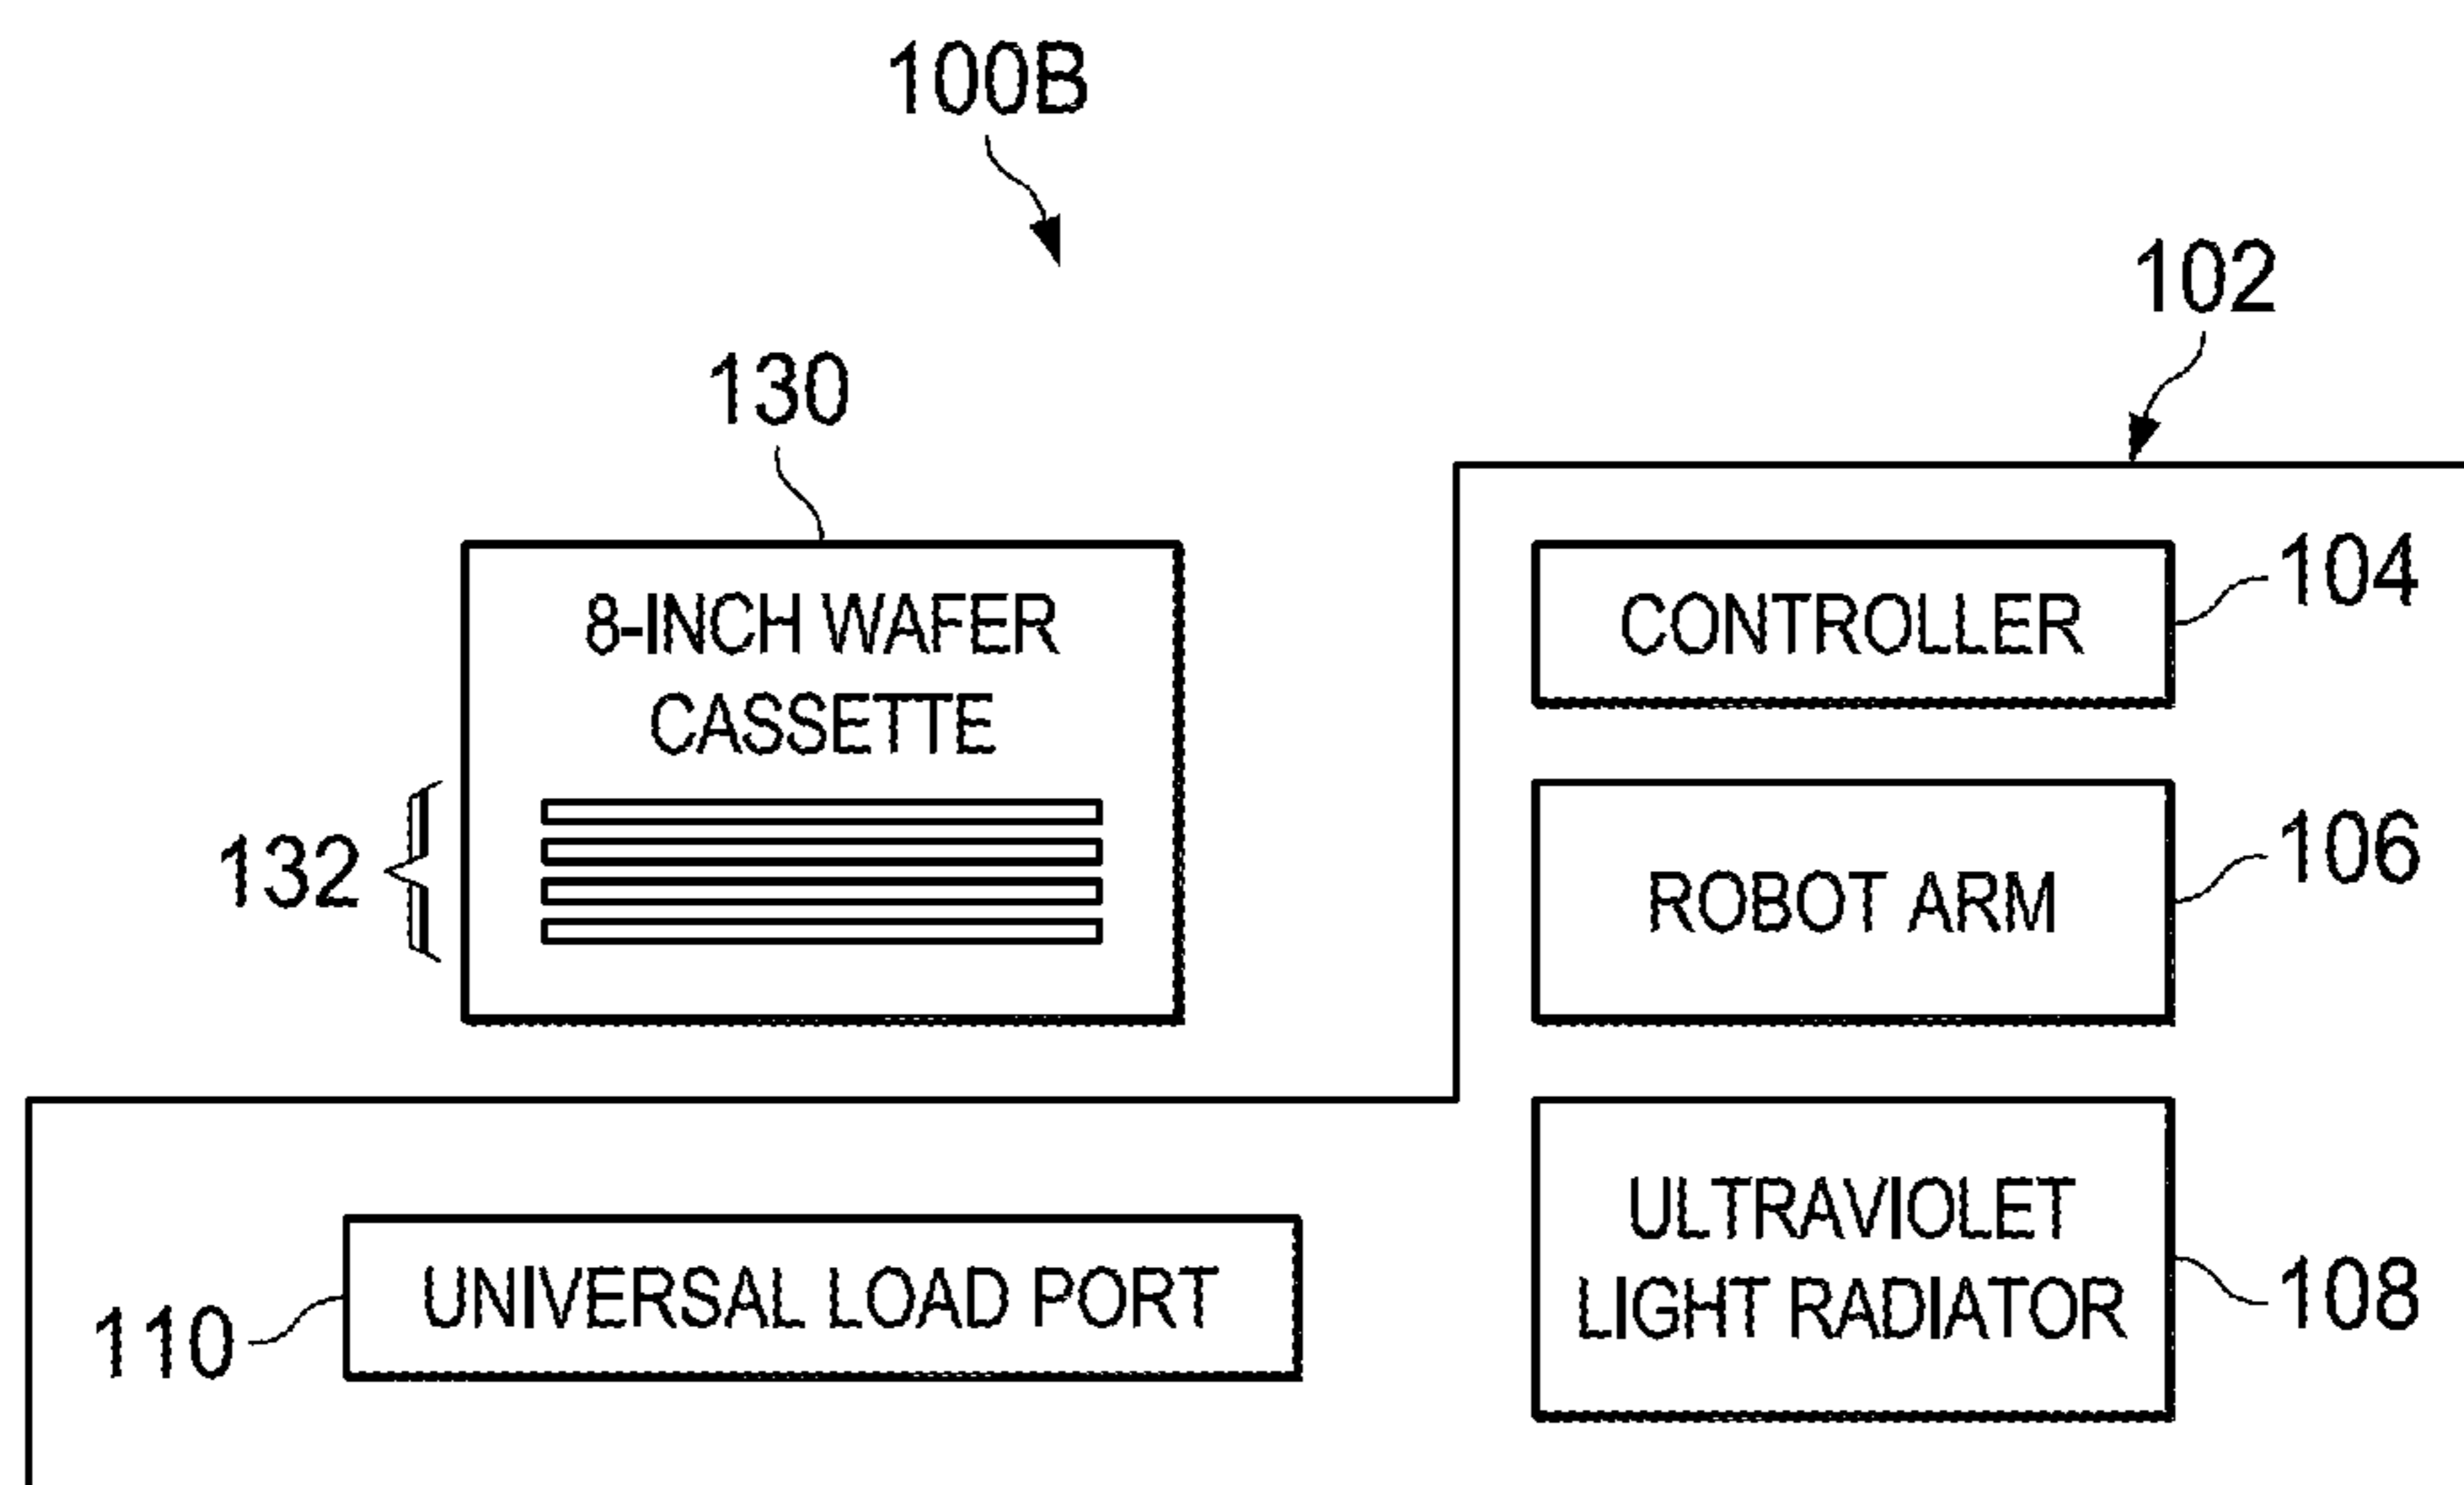 100B
102
130
8-INCH WAFER
CASSETTE
132
CONTROLLER
104
ROBOT ARM
106
ULTRAVIOLET
LIGHT RADIATOR
108
UNIVERSAL LOAD PORT
110